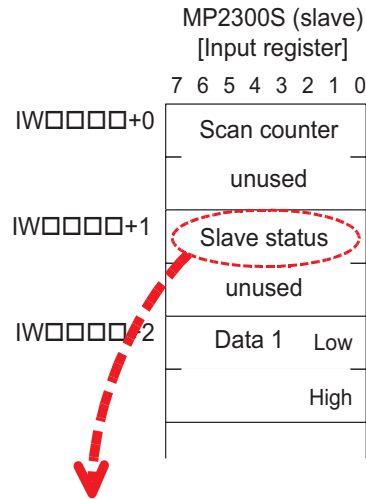 MP2300S (slave)
[Input register]
7 6 5 4 3 2 1 0
IW□□□□+0
Scan counter
unused
IW□□□□+1
Slave status
unused
IW□□□□+2
Data 1 Low
High